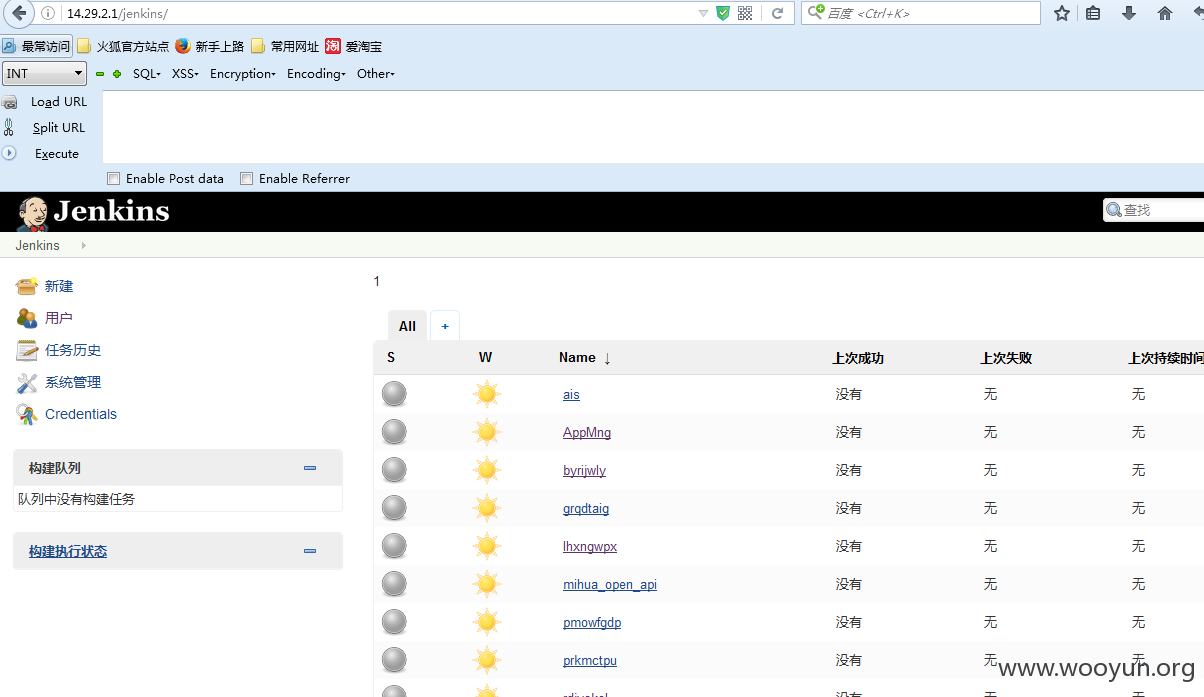 14.29.2.1/jenkins/ 百度 <Ctrl+K>
最常访问 火狐官方站点 新手上路 常用网址 淘 爱淘宝
INT SQL XSS Encryption Encoding Other
Load URL
Split URL
Execute
Enable Post data Enable Referrer
Jenkins 查找
Jenkins
新建
用户
任务历史
系统管理
Credentials
构建队列
队列中没有构建任务
构建执行状态
1
All +
S W Name ↓ 上次成功 上次失败 上次持续时间
ais 没有 无 无
AppMng 没有 无 无
byrijwly 没有 无 无
grqdtaig 没有 无 无
lhxngwpx 没有 无 无
mihua_open_api 没有 无 无
pmowfgdp 没有 无 无
prkmctpu 没有 无 无
没有 无 无
www.wooyun.org